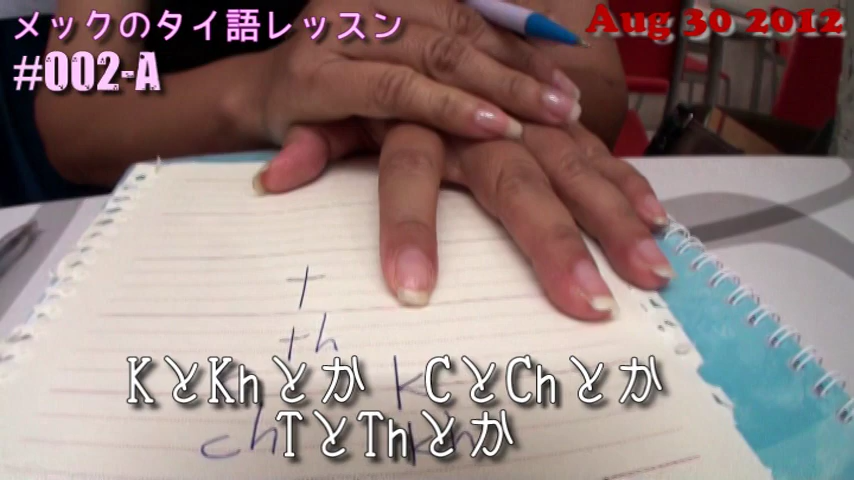 メックのタイ語レッスン
Aug 30 2012
#002-A
t
th
KとKhとか CとChとか
k
TとThとか
ch
kh